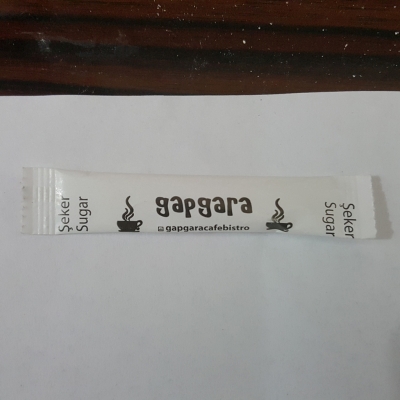 Şeker
Sugar
gapgara
gapgaracafebistro
Şeker
Sugar